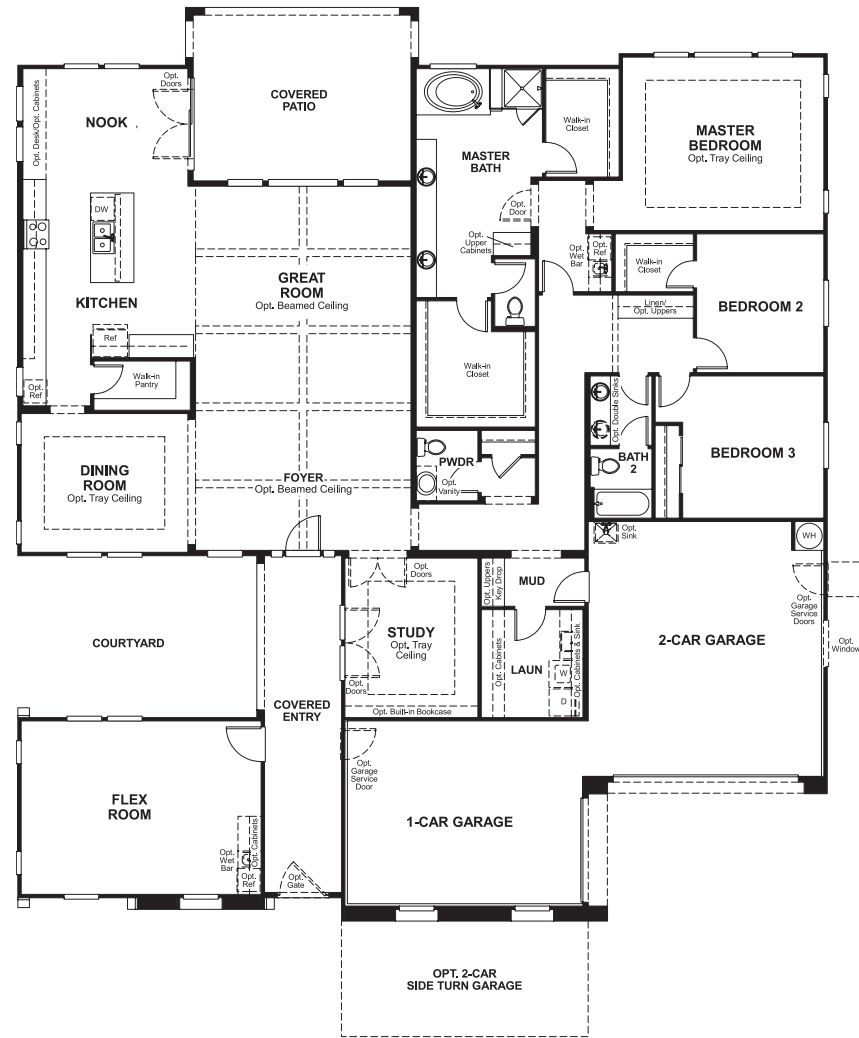 Opt.
Doors
COVERED
PATIO
NOOK
Opt. Desk/Opt. Cabinets
DW
KITCHEN
Ref
Opt.
Ref
Walk-in
Pantry
GREAT
ROOM
Opt. Beamed Ceiling
MASTER
BATH
Walk-in
Closet
Opt.
Door
Opt.
Upper
Cabinets
MASTER
BEDROOM
Opt. Tray Ceiling
Opt.
Wet
Bar
Opt.
Ref
Walk-in
Closet
BEDROOM 2
Linen/
Opt. Uppers
Walk-in
Closet
Opt. Double Sinks
BATH
2
BEDROOM 3
PWDR
Opt.
Vanity
DINING
ROOM
Opt. Tray Ceiling
FOYER
Opt. Beamed Ceiling
Opt.
Sink
WH
Opt.
Garage
Service
Doors
Opt.
Window
2-CAR GARAGE
Opt.
Doors
Opt. Uppers
Key Drop
MUD
COURTYARD
STUDY
Opt. Tray
Ceiling
Opt.
Doors
Opt. Built-in Bookcase
Opt. Cabinets
LAUN
W
D
Opt. Cabinets & Sink
COVERED
ENTRY
FLEX
ROOM
Opt.
Wet
Bar
Opt. Cabinets
Opt.
Ref
Opt.
Gate
Opt.
Garage
Service
Door
1-CAR GARAGE
OPT. 2-CAR
SIDE TURN GARAGE